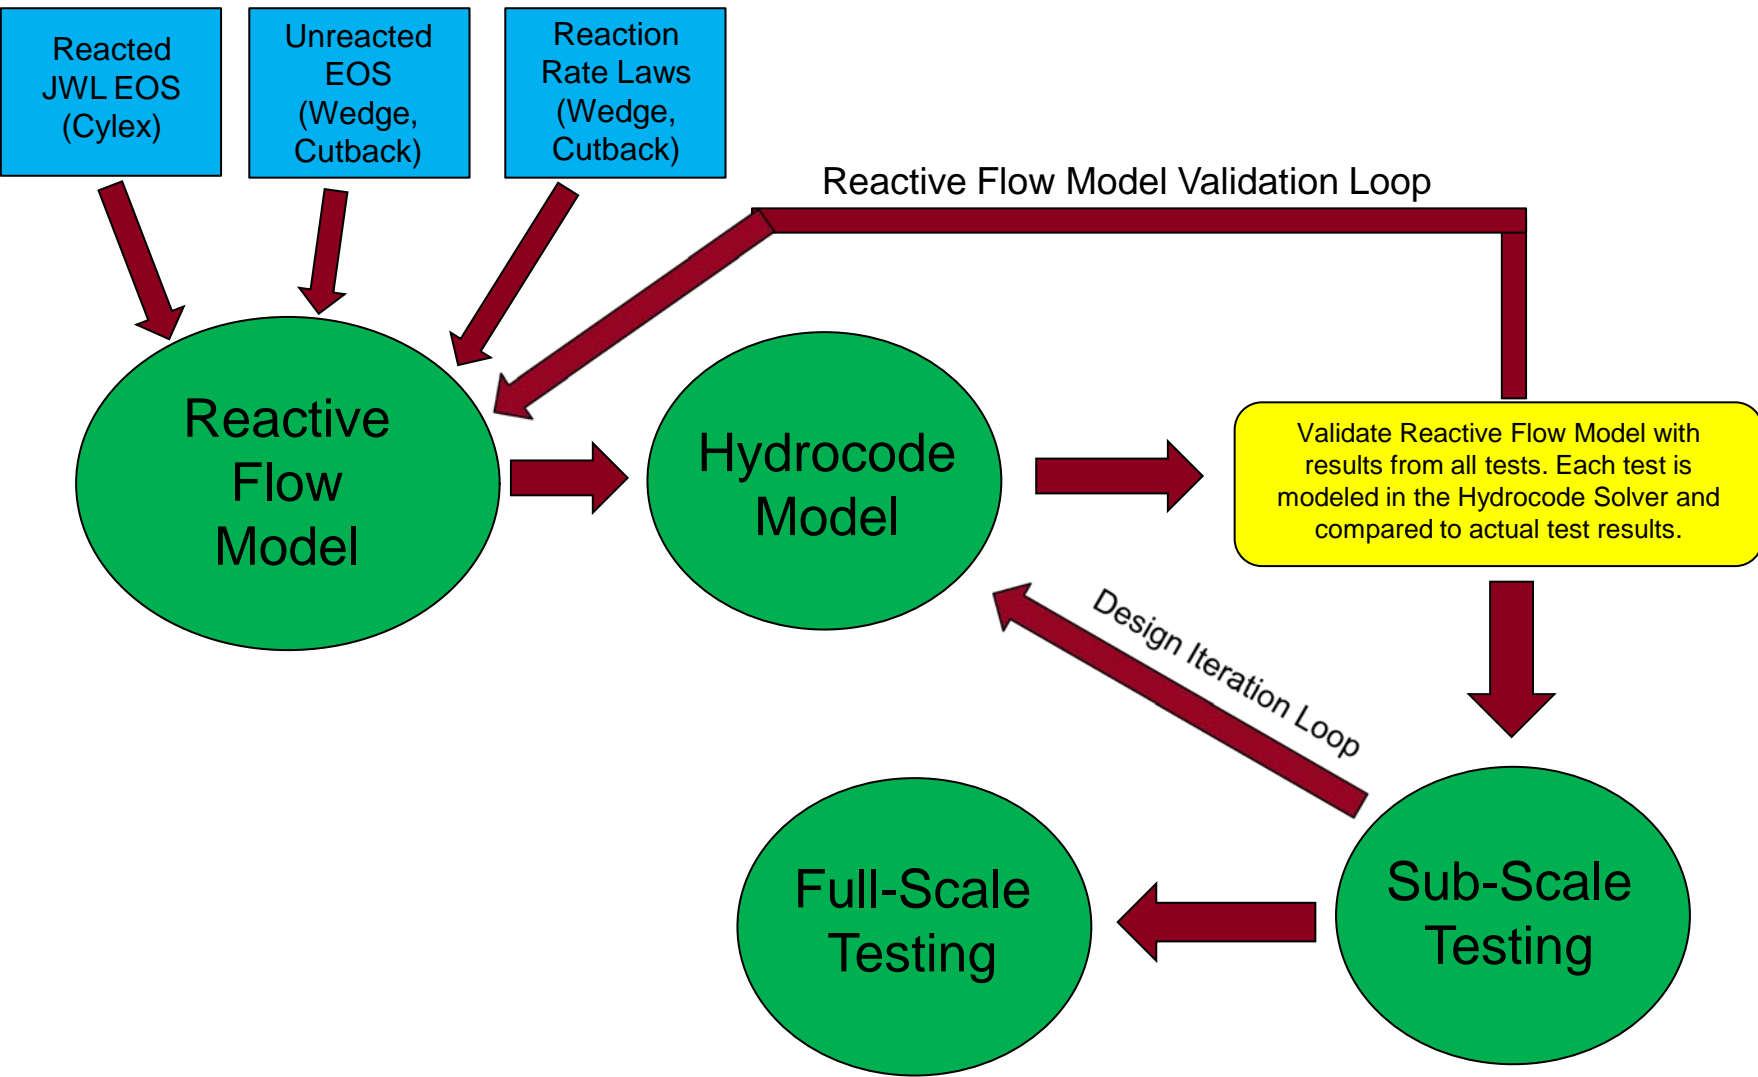 Reacted
JWL EOS
(Cylex)
Unreacted
EOS
(Wedge,
Cutback)
Reaction
Rate Laws
(Wedge,
Cutback)
Reactive Flow Model Validation Loop
Reactive
Flow
Model
Hydrocode
Model
Validate Reactive Flow Model with
results from all tests. Each test is
modeled in the Hydrocode Solver and
compared to actual test results.
Design Iteration Loop
Full-Scale
Testing
Sub-Scale
Testing